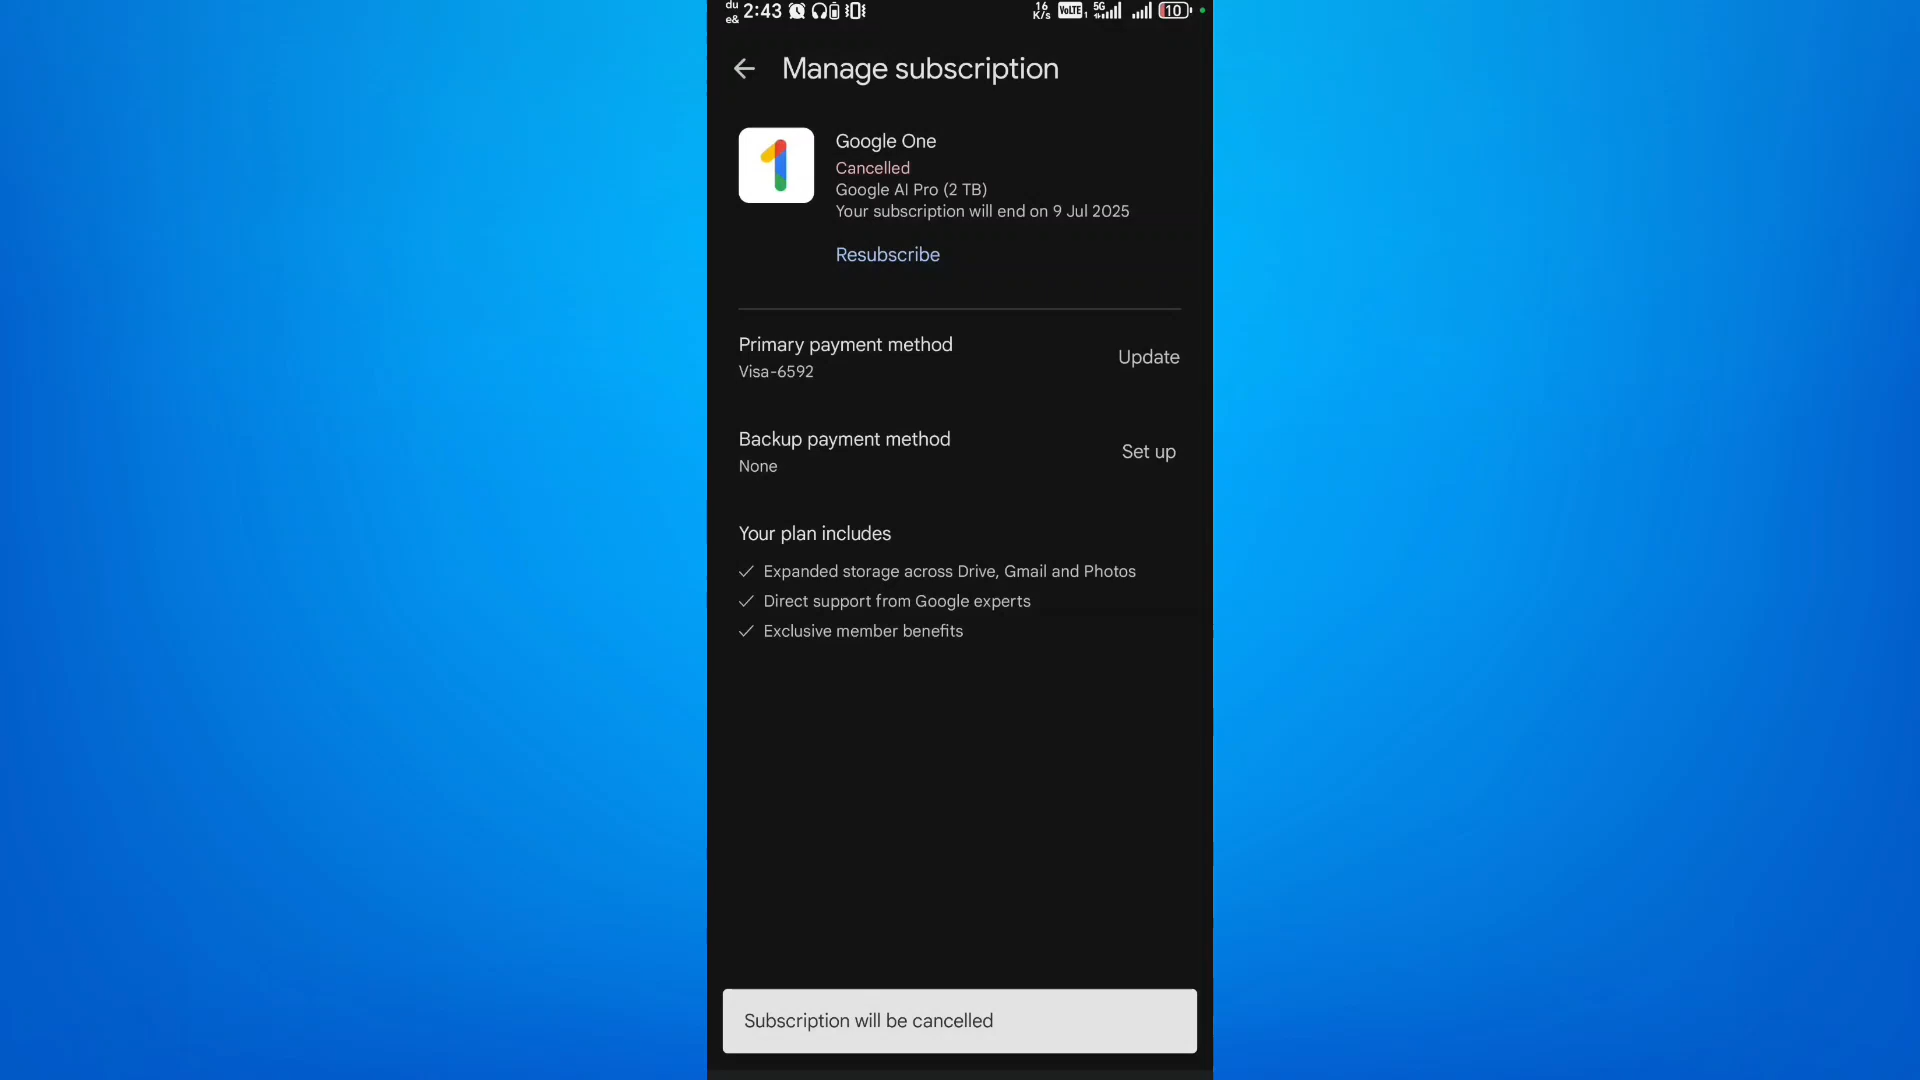 du
e&
2:43
16
K/s
VoLTE 1
5G
10
Manage subscription
Google One
Cancelled
Google AI Pro (2 TB)
Your subscription will end on 9 Jul 2025
Resubscribe
Primary payment method
Visa-6592
Update
Backup payment method
None
Set up
Your plan includes
Expanded storage across Drive, Gmail and Photos
Direct support from Google experts
Exclusive member benefits
Subscription will be cancelled